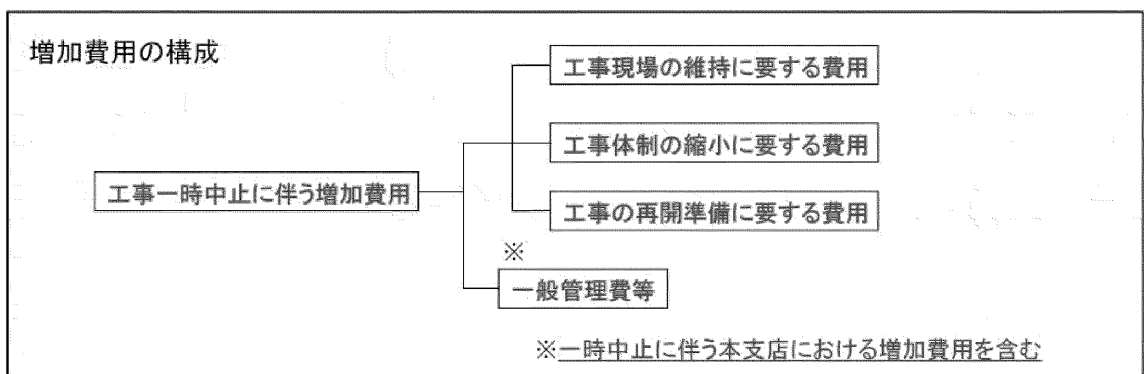 増加費用の構成
工事現場の維持に要する費用
工事体制の縮小に要する費用
工事一時中止に伴う増加費用
工事の再開準備に要する費用
※
一般管理費等
※一時中止に伴う本支店における増加費用を含む